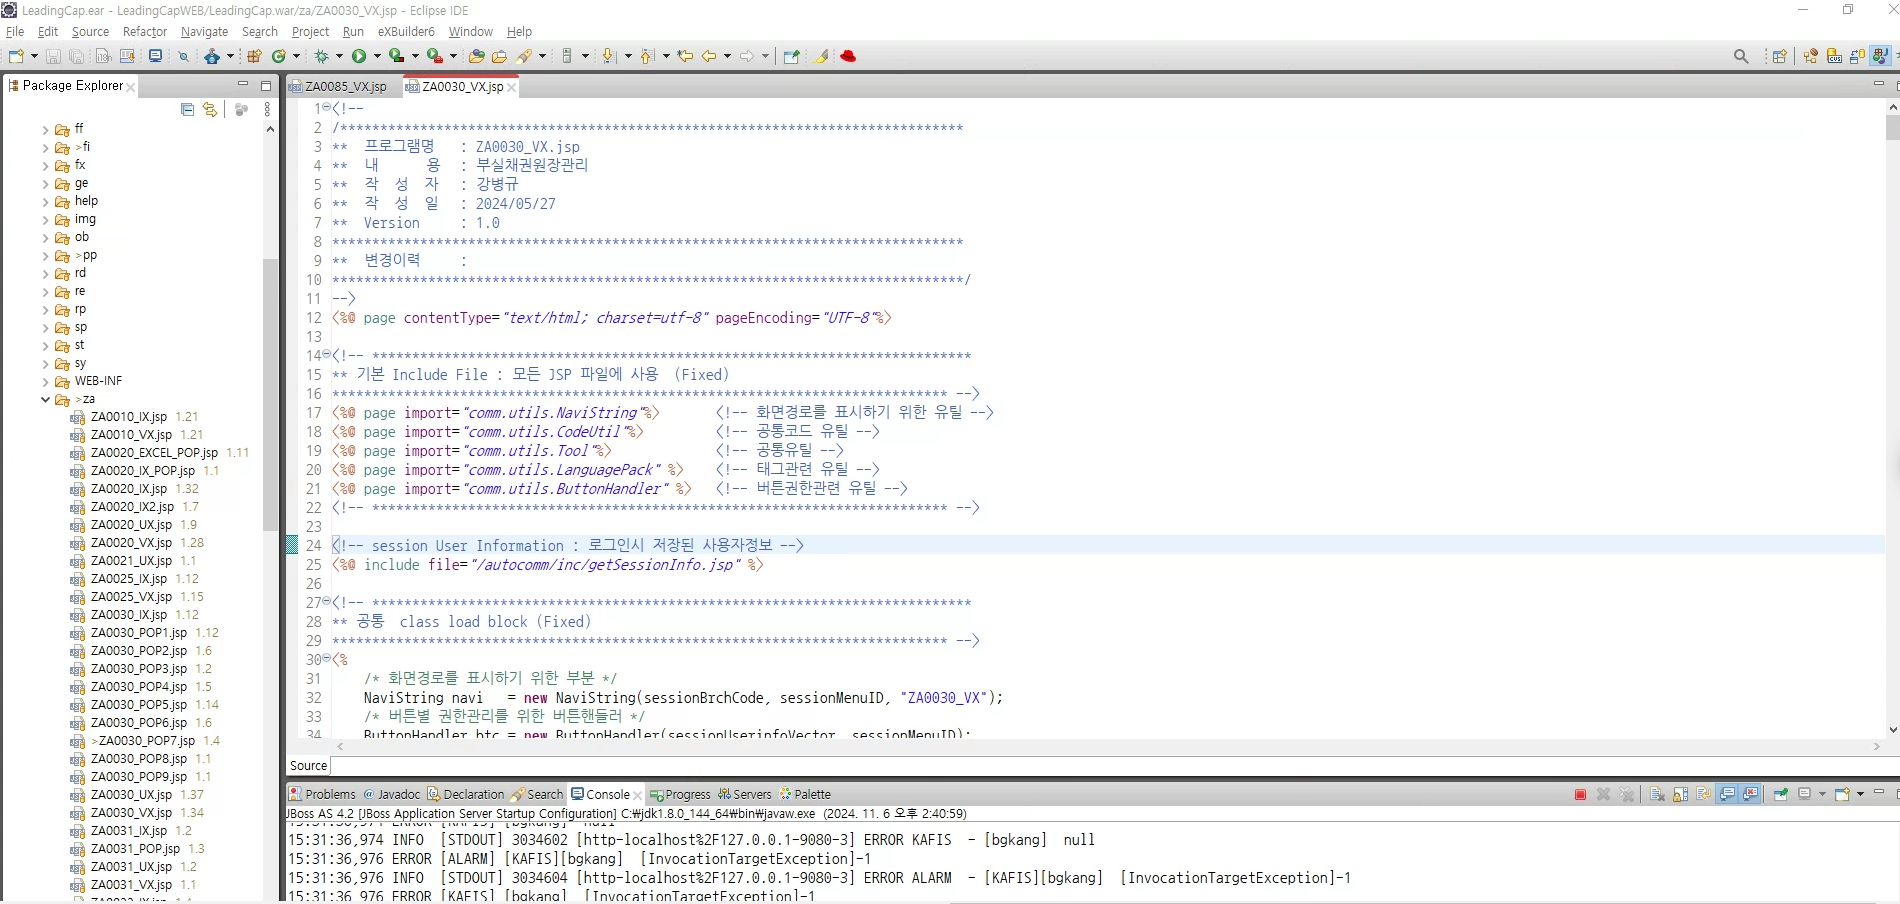 LeadingCap.ear - LeadingCapWEB/LeadingCap.war/za/ZA0030_VX.jsp - Eclipse IDE
File Edit Source Refactor Navigate Search Project Run eXBuilder6 Window Help
Package Explorer
ff
>fi
fx
ge
help
img
ob
>pp
rd
re
rp
sp
st
sy
WEB-INF
>za
ZA0010_IX.jsp 1.21
ZA0010_VX.jsp 1.21
ZA0020_EXCEL_POP.jsp 1.11
ZA0020_IX_POP.jsp 1.1
ZA0020_IX.jsp 1.32
ZA0020_IX2.jsp 1.7
ZA0020_UX.jsp 1.9
ZA0020_VX.jsp 1.28
ZA0021_UX.jsp 1.1
ZA0025_IX.jsp 1.12
ZA0025_VX.jsp 1.15
ZA0030_IX.jsp 1.12
ZA0030_POP1.jsp 1.12
ZA0030_POP2.jsp 1.6
ZA0030_POP3.jsp 1.2
ZA0030_POP4.jsp 1.5
ZA0030_POP5.jsp 1.14
ZA0030_POP6.jsp 1.6
>ZA0030_POP7.jsp 1.4
ZA0030_POP8.jsp 1.1
ZA0030_POP9.jsp 1.1
ZA0030_UX.jsp 1.37
ZA0030_VX.jsp 1.34
ZA0031_IX.jsp 1.2
ZA0031_POP.jsp 1.3
ZA0031_UX.jsp 1.2
ZA0031_VX.jsp 1.1
ZA0085_VX.jsp ZA0030_VX.jsp
1 <!--
2 /******************************************************************************
3 ** 프로그램명 : ZA0030_VX.jsp
4 ** 내 용 : 부실채권원장관리
5 ** 작 성 자 : 강병규
6 ** 작 성 일 : 2024/05/27
7 ** Version : 1.0
8 *******************************************************************************
9 ** 변경이력 :
10 *******************************************************************************/
11 -->
12 <%@ page contentType="text/html; charset=utf-8" pageEncoding="UTF-8"%>
13
14 <!-- ***************************************************************************
15 ** 기본 Include File : 모든 JSP 파일에 사용 (Fixed)
16 ***************************************************************************** -->
17 <%@ page import="comm.utils.NaviString"%> <!-- 화면경로를 표시하기 위한 유틸 -->
18 <%@ page import="comm.utils.CodeUtil"%> <!-- 공통코드 유틸 -->
19 <%@ page import="comm.utils.Tool"%> <!-- 공통유틸 -->
20 <%@ page import="comm.utils.LanguagePack" %> <!-- 태그관련 유틸 -->
21 <%@ page import="comm.utils.ButtonHandler" %> <!-- 버튼권한관련 유틸 -->
22 <!-- ************************************************************************ -->
23
24 <!-- session User Information : 로그인시 저장된 사용자정보 -->
25 <%@ include file="/autocomm/inc/getSessionInfo.jsp" %>
26
27 <!-- ***************************************************************************
28 ** 공통 class load block (Fixed)
29 ***************************************************************************** -->
30 <%
31 /* 화면경로를 표시하기 위한 부분 */
32 NaviString navi = new NaviString(sessionBrchCode, sessionMenuID, "ZA0030_VX");
33 /* 버튼별 권한관리를 위한 버튼핸들러 */
34 ButtonHandler btc = new ButtonHandler(sessionUserinfoVector, sessionMenuID);
Source
Problems @ Javadoc Declaration Search Console Progress Servers Palette
JBoss AS 4.2 [JBoss Application Server Startup Configuration] C:₩jdk1.8.0_144_64₩bin₩javaw.exe (2024. 11. 6 오후 2:40:59)
15:31:36,974 ERROR [KAFIS] [bgkang] null
15:31:36,974 INFO [STDOUT] 3034602 [http-localhost%2F127.0.0.1-9080-3] ERROR KAFIS - [bgkang] null
15:31:36,976 ERROR [ALARM] [KAFIS][bgkang] [InvocationTargetException]-1
15:31:36,976 INFO [STDOUT] 3034604 [http-localhost%2F127.0.0.1-9080-3] ERROR ALARM - [KAFIS][bgkang] [InvocationTargetException]-1
15:31:36,976 ERROR [KAFIS] [bgkang] [InvocationTargetException]-1